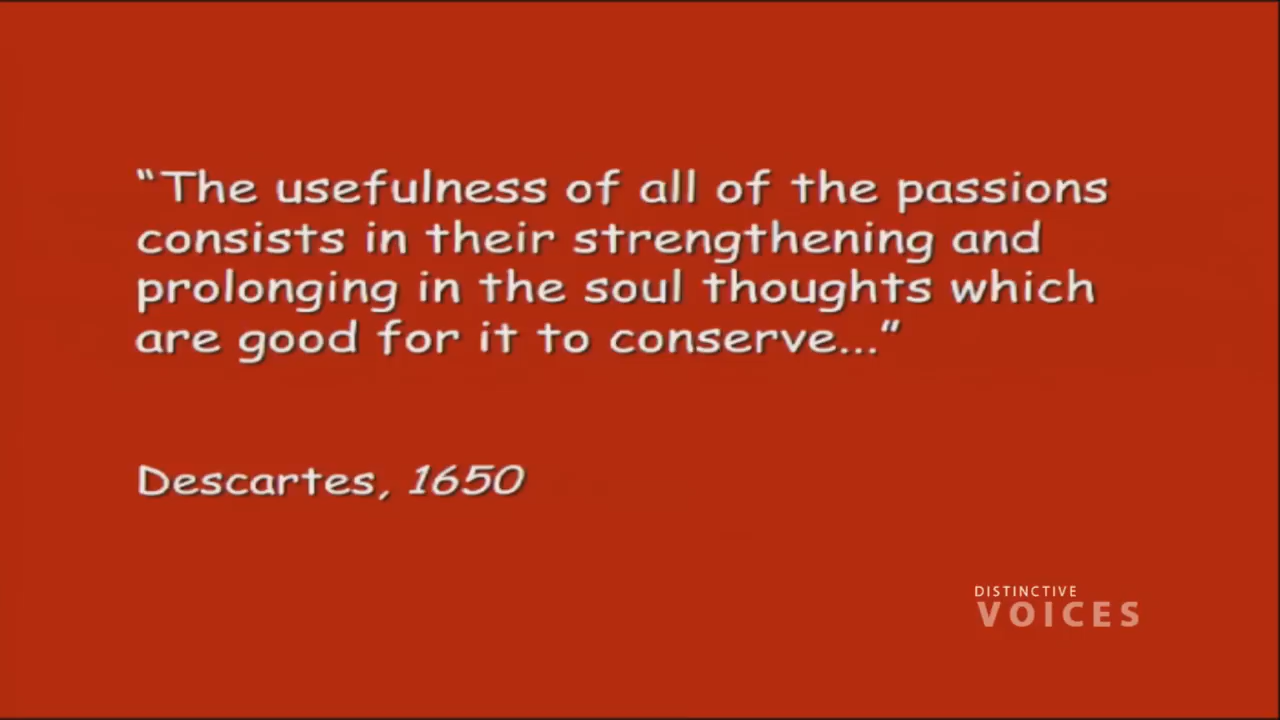 “The usefulness of all of the passions
consists in their strengthening and
prolonging in the soul thoughts which
are good for it to conserve...”
Descartes, 1650
DISTINCTIVE
VOICES